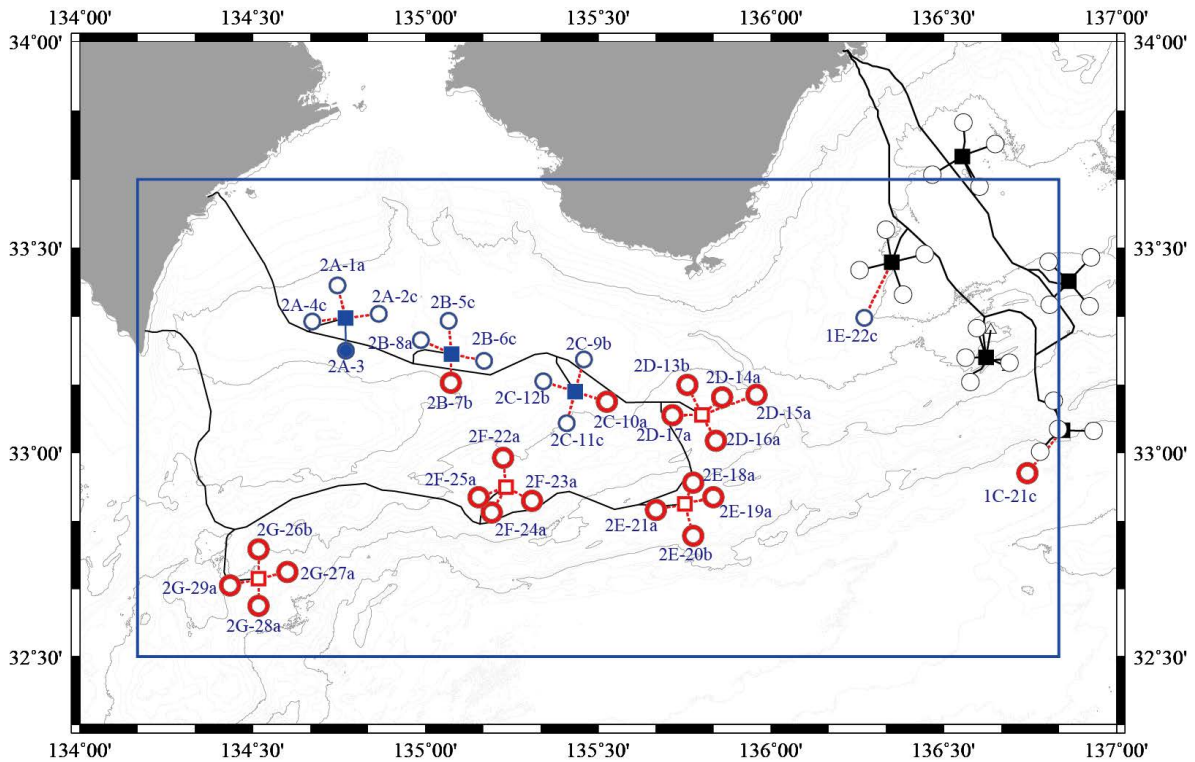 134°00' 134°30' 135°00' 135°30' 136°00' 136°30' 137°00'
34°00' 34°00'
33°30' 33°30'
2A-1a
2A-4c 2A-2c 2B-5c
2B-8a 2B-6c
2A-3
2C-9b
1E-22c
2B-7b
2C-12b
2D-13b
2D-14a
2C-10a 2D-15a
2C-11c 2D-17a 2D-16a
33°00' 33°00'
2F-22a
2F-25a 2F-23a
2E-18a
2E-19a
1C-21c
2F-24a 2E-21a
2E-20b
2G-26b
2G-27a
2G-29a
2G-28a
32°30' 32°30'
134°00' 134°30' 135°00' 135°30' 136°00' 136°30' 137°00'